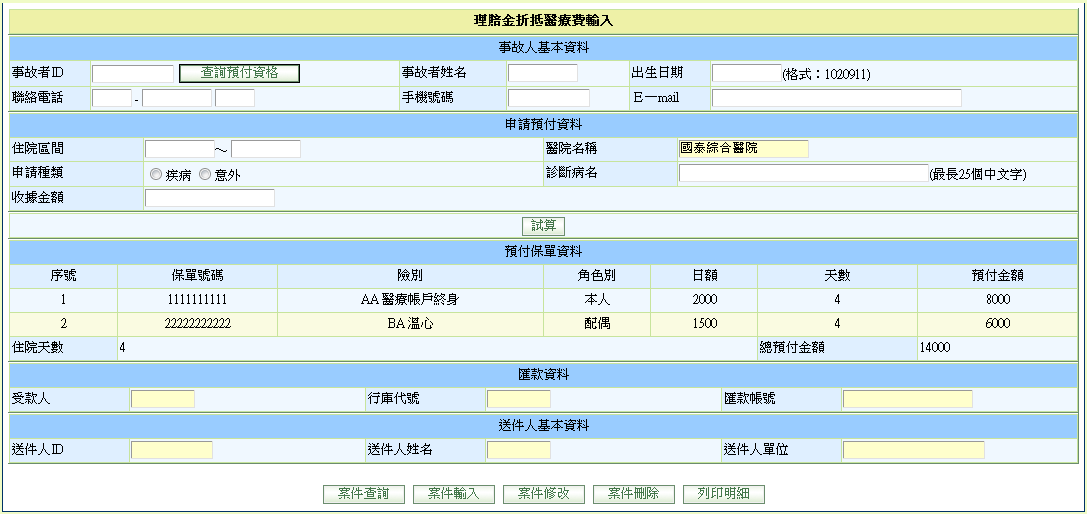 理賠金折抵醫療費輸入
事故人基本資料
事故者ID 查詢預付資格 事故者姓名 出生日期 (格式：1020911)
聯絡電話 - 手機號碼 E－mail
申請預付資料
住院區間 ～ 醫院名稱 國泰綜合醫院
申請種類 疾病 意外 診斷病名 (最長25個中文字)
收據金額
試算
預付保單資料
序號 保單號碼 險別 角色別 日額 天數 預付金額
1 1111111111 AA 醫療帳戶終身 本人 2000 4 8000
2 22222222222 BA 溫心 配偶 1500 4 6000
住院天數 4 總預付金額 14000
匯款資料
受款人 行庫代號 匯款帳號
送件人基本資料
送件人ID 送件人姓名 送件人單位
案件查詢 案件輸入 案件修改 案件刪除 列印明細